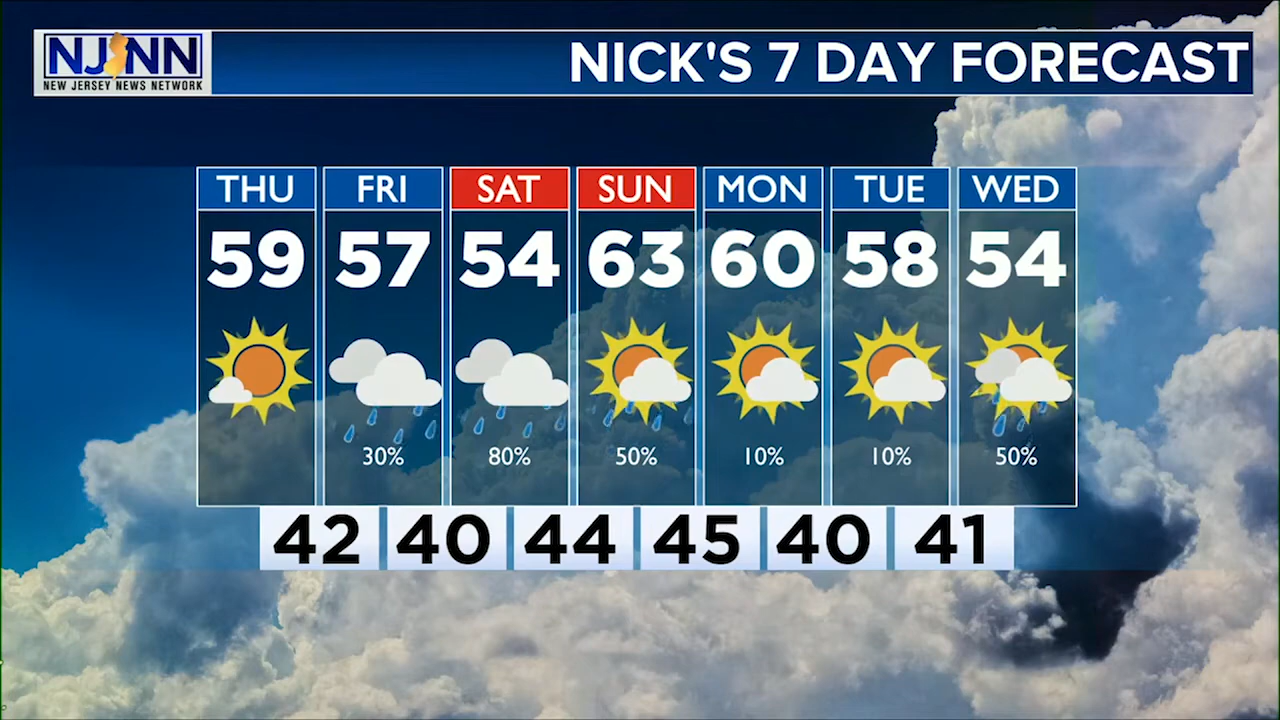 NJNN
NEW JERSEY NEWS NETWORK
NICK'S 7 DAY FORECAST
THU FRI SAT SUN MON TUE WED
59 57 54 63 60 58 54
30% 80% 50% 10% 10% 50%
42 40 44 45 40 41